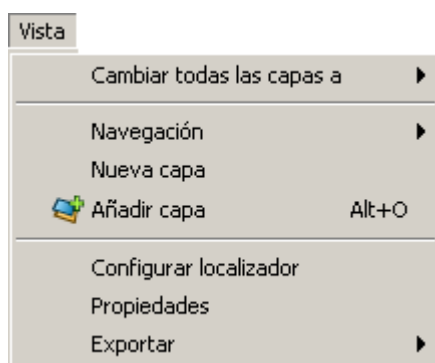 Vista
Cambiar todas las capas a
Navegación
Nueva capa
Añadir capa Alt+O
Configurar localizador
Propiedades
Exportar